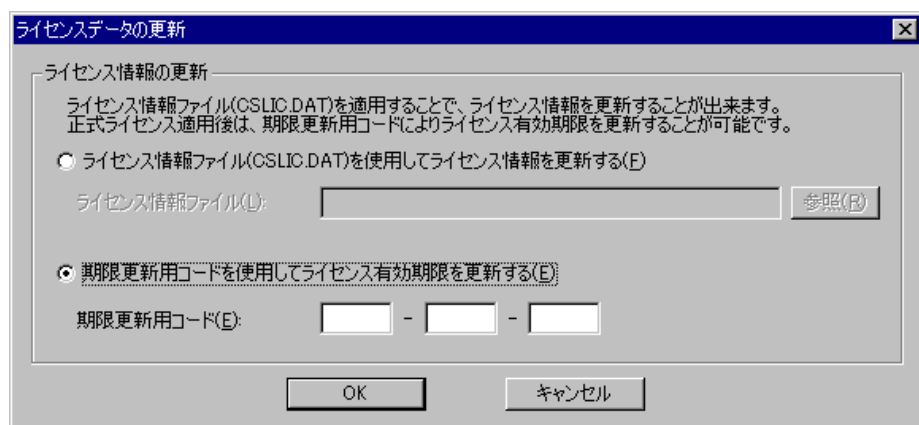 ライセンスデータの更新
ライセンス情報の更新
ライセンス情報ファイル(CSLIC.DAT)を適用することで、ライセンス情報を更新することが出来ます。
正式ライセンス適用後は、期限更新用コードによりライセンス有効期限を更新することが可能です。
ライセンス情報ファイル(CSLIC.DAT)を使用してライセンス情報を更新する(F)
ライセンス情報ファイル(L): 参照(R)
期限更新用コードを使用してライセンス有効期限を更新する(E)
期限更新用コード(E): - -
OK キャンセル